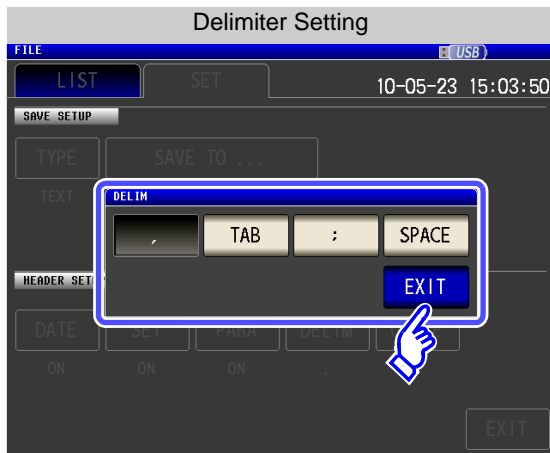 Delimiter Setting
FILE
USB
LIST
SET
10-05-23 15:03:50
SAVE SETUP
TYPE
SAVE TO ...
TEXT
DELIM
,
TAB
;
SPACE
EXIT
HEADER SET
DATE
SET
PARA
DELIM
ON
ON
ON
,
EXIT